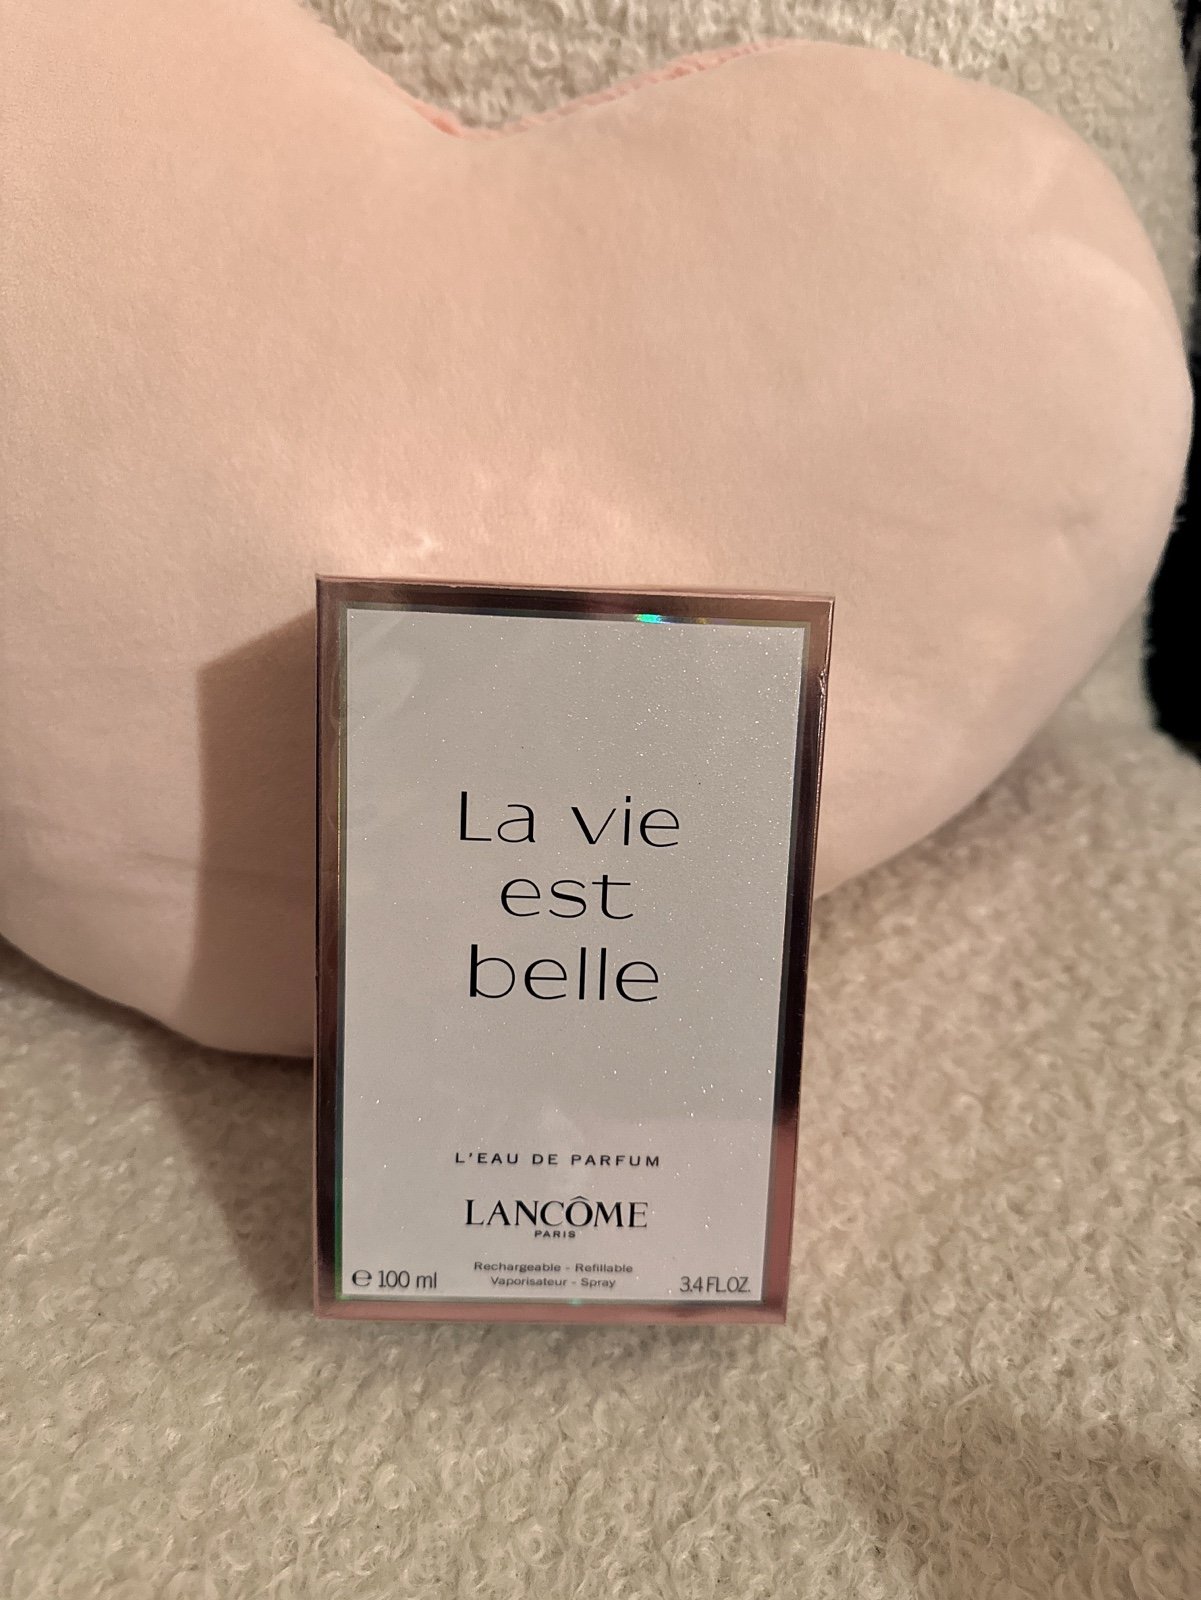 La vie
est
belle
L'EAU DE PARFUM
LANCÔME
PARIS
Rechargeable - Refillable
Vaporisateur - Spray
℮ 100 ml
3.4 FL.OZ.